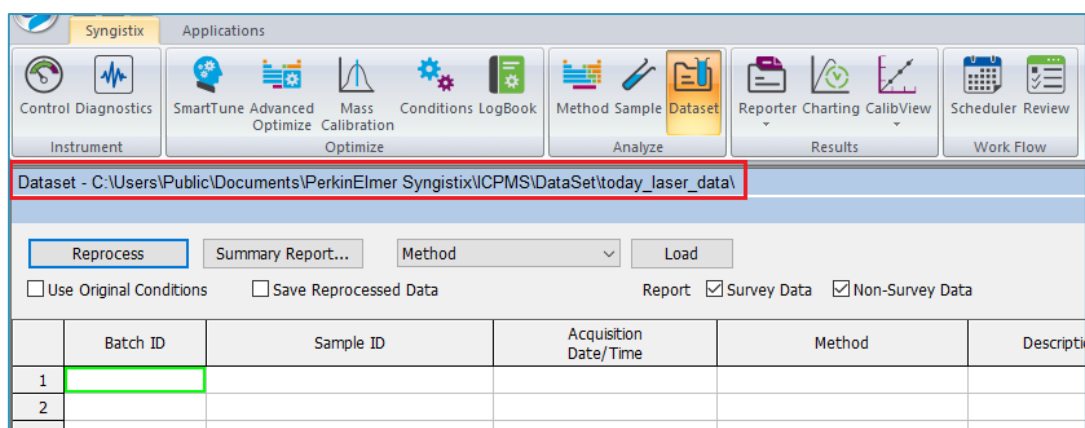 Syngistix Applications
Control Diagnostics SmartTune Advanced Optimize Mass Calibration Conditions LogBook Method Sample Dataset Reporter Charting CalibView Scheduler Review
Instrument Optimize Analyze Results Work Flow
Dataset - C:\Users\Public\Documents\PerkinElmer Syngistix\ICPMS\DataSet\today_laser_data\
Reprocess Summary Report... Method Load
Use Original Conditions Save Reprocessed Data Report Survey Data Non-Survey Data
Batch ID Sample ID Acquisition Date/Time Method Descripti
1
2